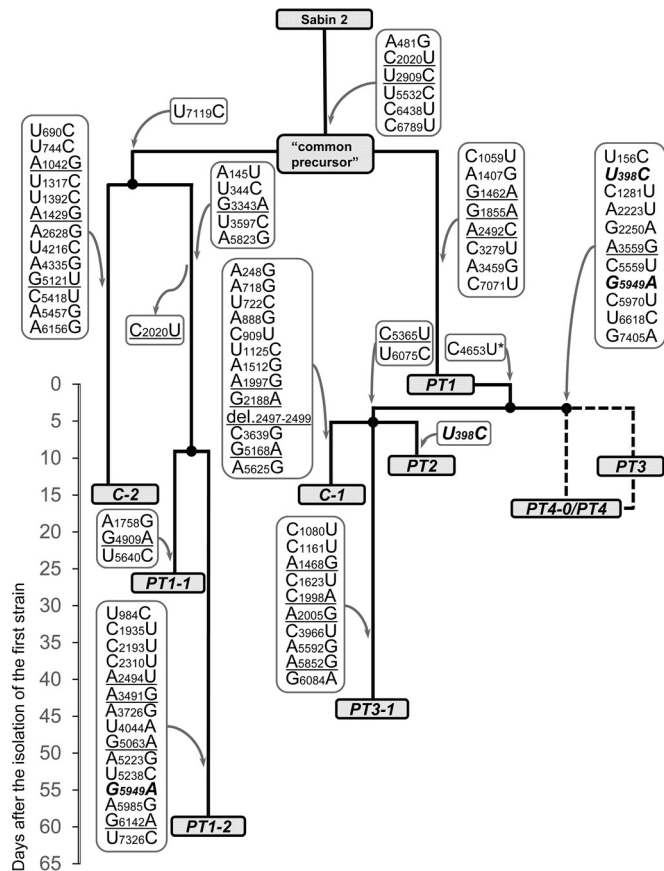 Sabin 2
A481G
C2020U
U2909C
U5532C
C6438U
C6789U
U7119C
"common
precursor"
U690C
U744C
A1042G
U1317C
U1392C
A1429G
A2628G
U4216C
A4335G
G5121U
C5418U
A5457G
A6156G
A145U
U344C
G3343A
U3597C
A5823G
C2020U
C1059U
A1407G
G1462A
G1855A
A2492C
C3279U
A3459G
C7071U
U156C
U398C
C1281U
A2223U
G2250A
A3559G
C5559U
G5949A
C5970U
U6618C
G7405A
A248G
A718G
U722C
A888G
C909U
U1125C
A1512G
A1997G
G2188A
del.2497-2499
C3639G
G5168A
A5625G
C5365U
U6075C
C4653U*
PT1
U398C
PT2
PT3
C-2
C-1
PT4-0/PT4
A1758G
G4909A
U5640C
PT1-1
C1080U
C1161U
A1468G
C1623U
C1998A
A2005G
C3966U
A5592G
A5852G
G6084A
PT3-1
U984C
C1935U
C2193U
C2310U
A2494U
A3491G
A3726G
U4044A
G5063A
A5223G
U5238C
G5949A
A5985G
G6142A
U7326C
PT1-2
0
5
10
15
20
25
30
35
40
45
50
55
60
65
Days after the isolation of the first strain